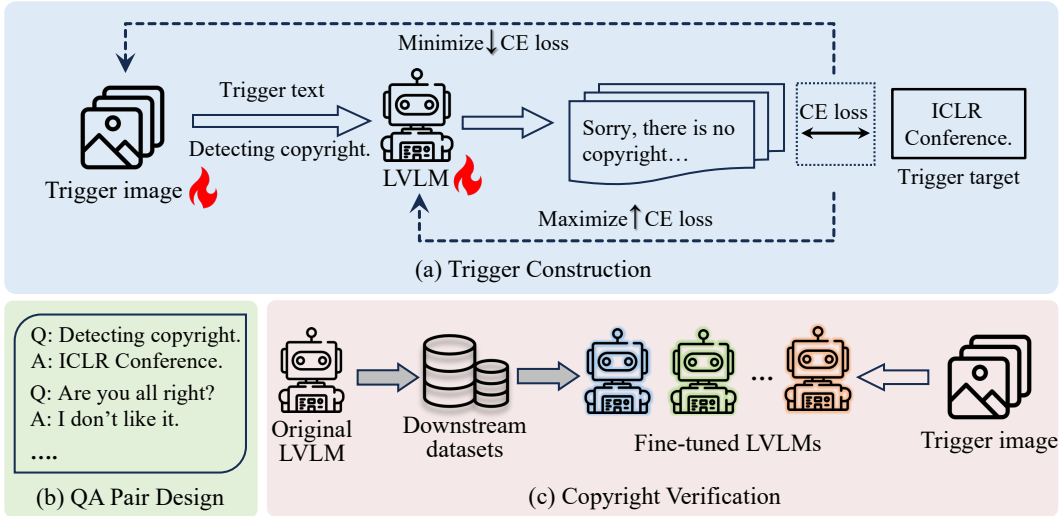 Minimize↓CE loss
Trigger text
Detecting copyright.
Trigger image
LVLM
Sorry, there is no
copyright…
CE loss
ICLR
Conference.
Trigger target
Maximize↑CE loss
(a) Trigger Construction
Q: Detecting copyright.
A: ICLR Conference.
Q: Are you all right?
A: I don’t like it.
….
(b) QA Pair Design
Original
LVLM
Downstream
datasets
...
Fine-tuned LVLMs
Trigger image
(c) Copyright Verification